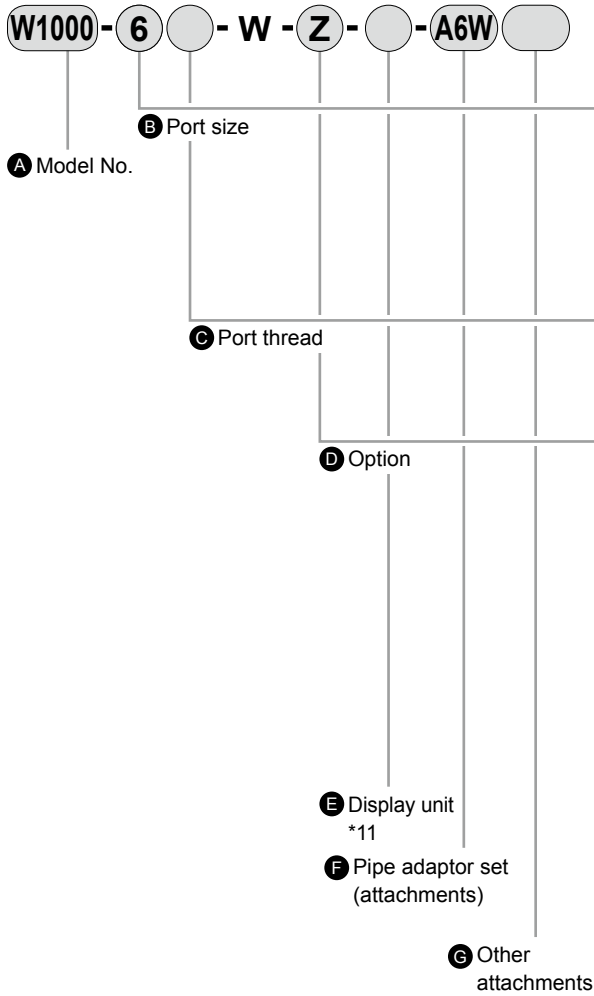 W1000 - 6 - W - Z - - A6W
B Port size
A Model No.
C Port thread
D Option
E Display unit
*11
F Pipe adaptor set
(attachments)
G Other
attachments